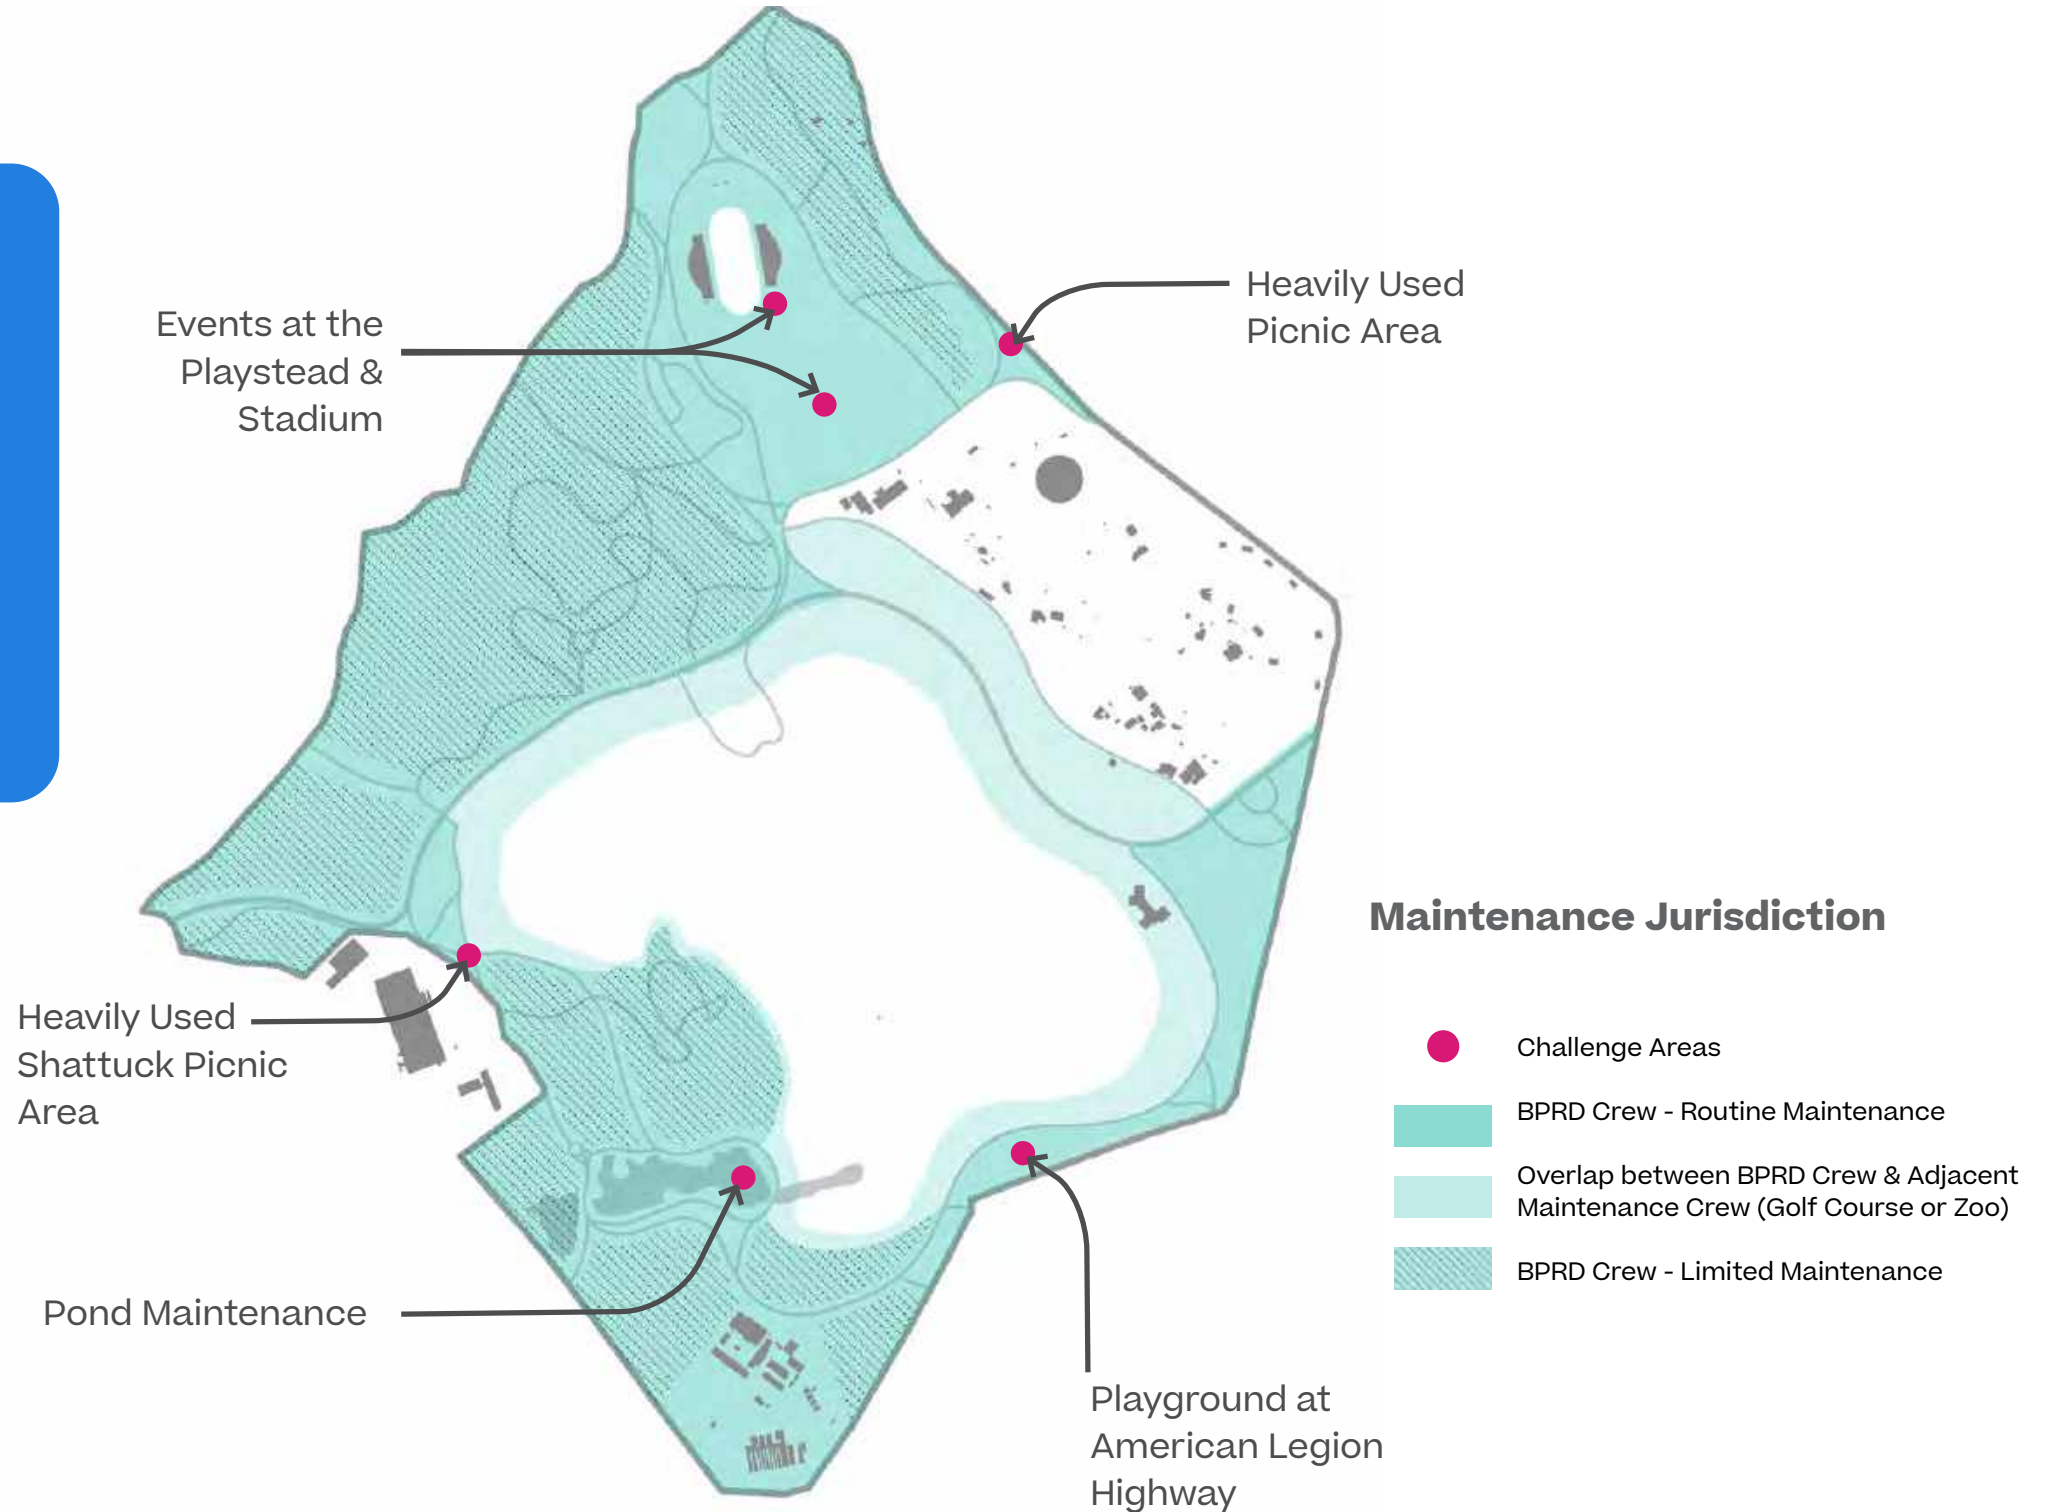 Events at the
Playstead &
Stadium
Heavily Used
Picnic Area
Heavily Used
Shattuck Picnic
Area
Pond Maintenance
Playground at
American Legion
Highway
Maintenance Jurisdiction
Challenge Areas
BPRD Crew - Routine Maintenance
Overlap between BPRD Crew & Adjacent
Maintenance Crew (Golf Course or Zoo)
BPRD Crew - Limited Maintenance